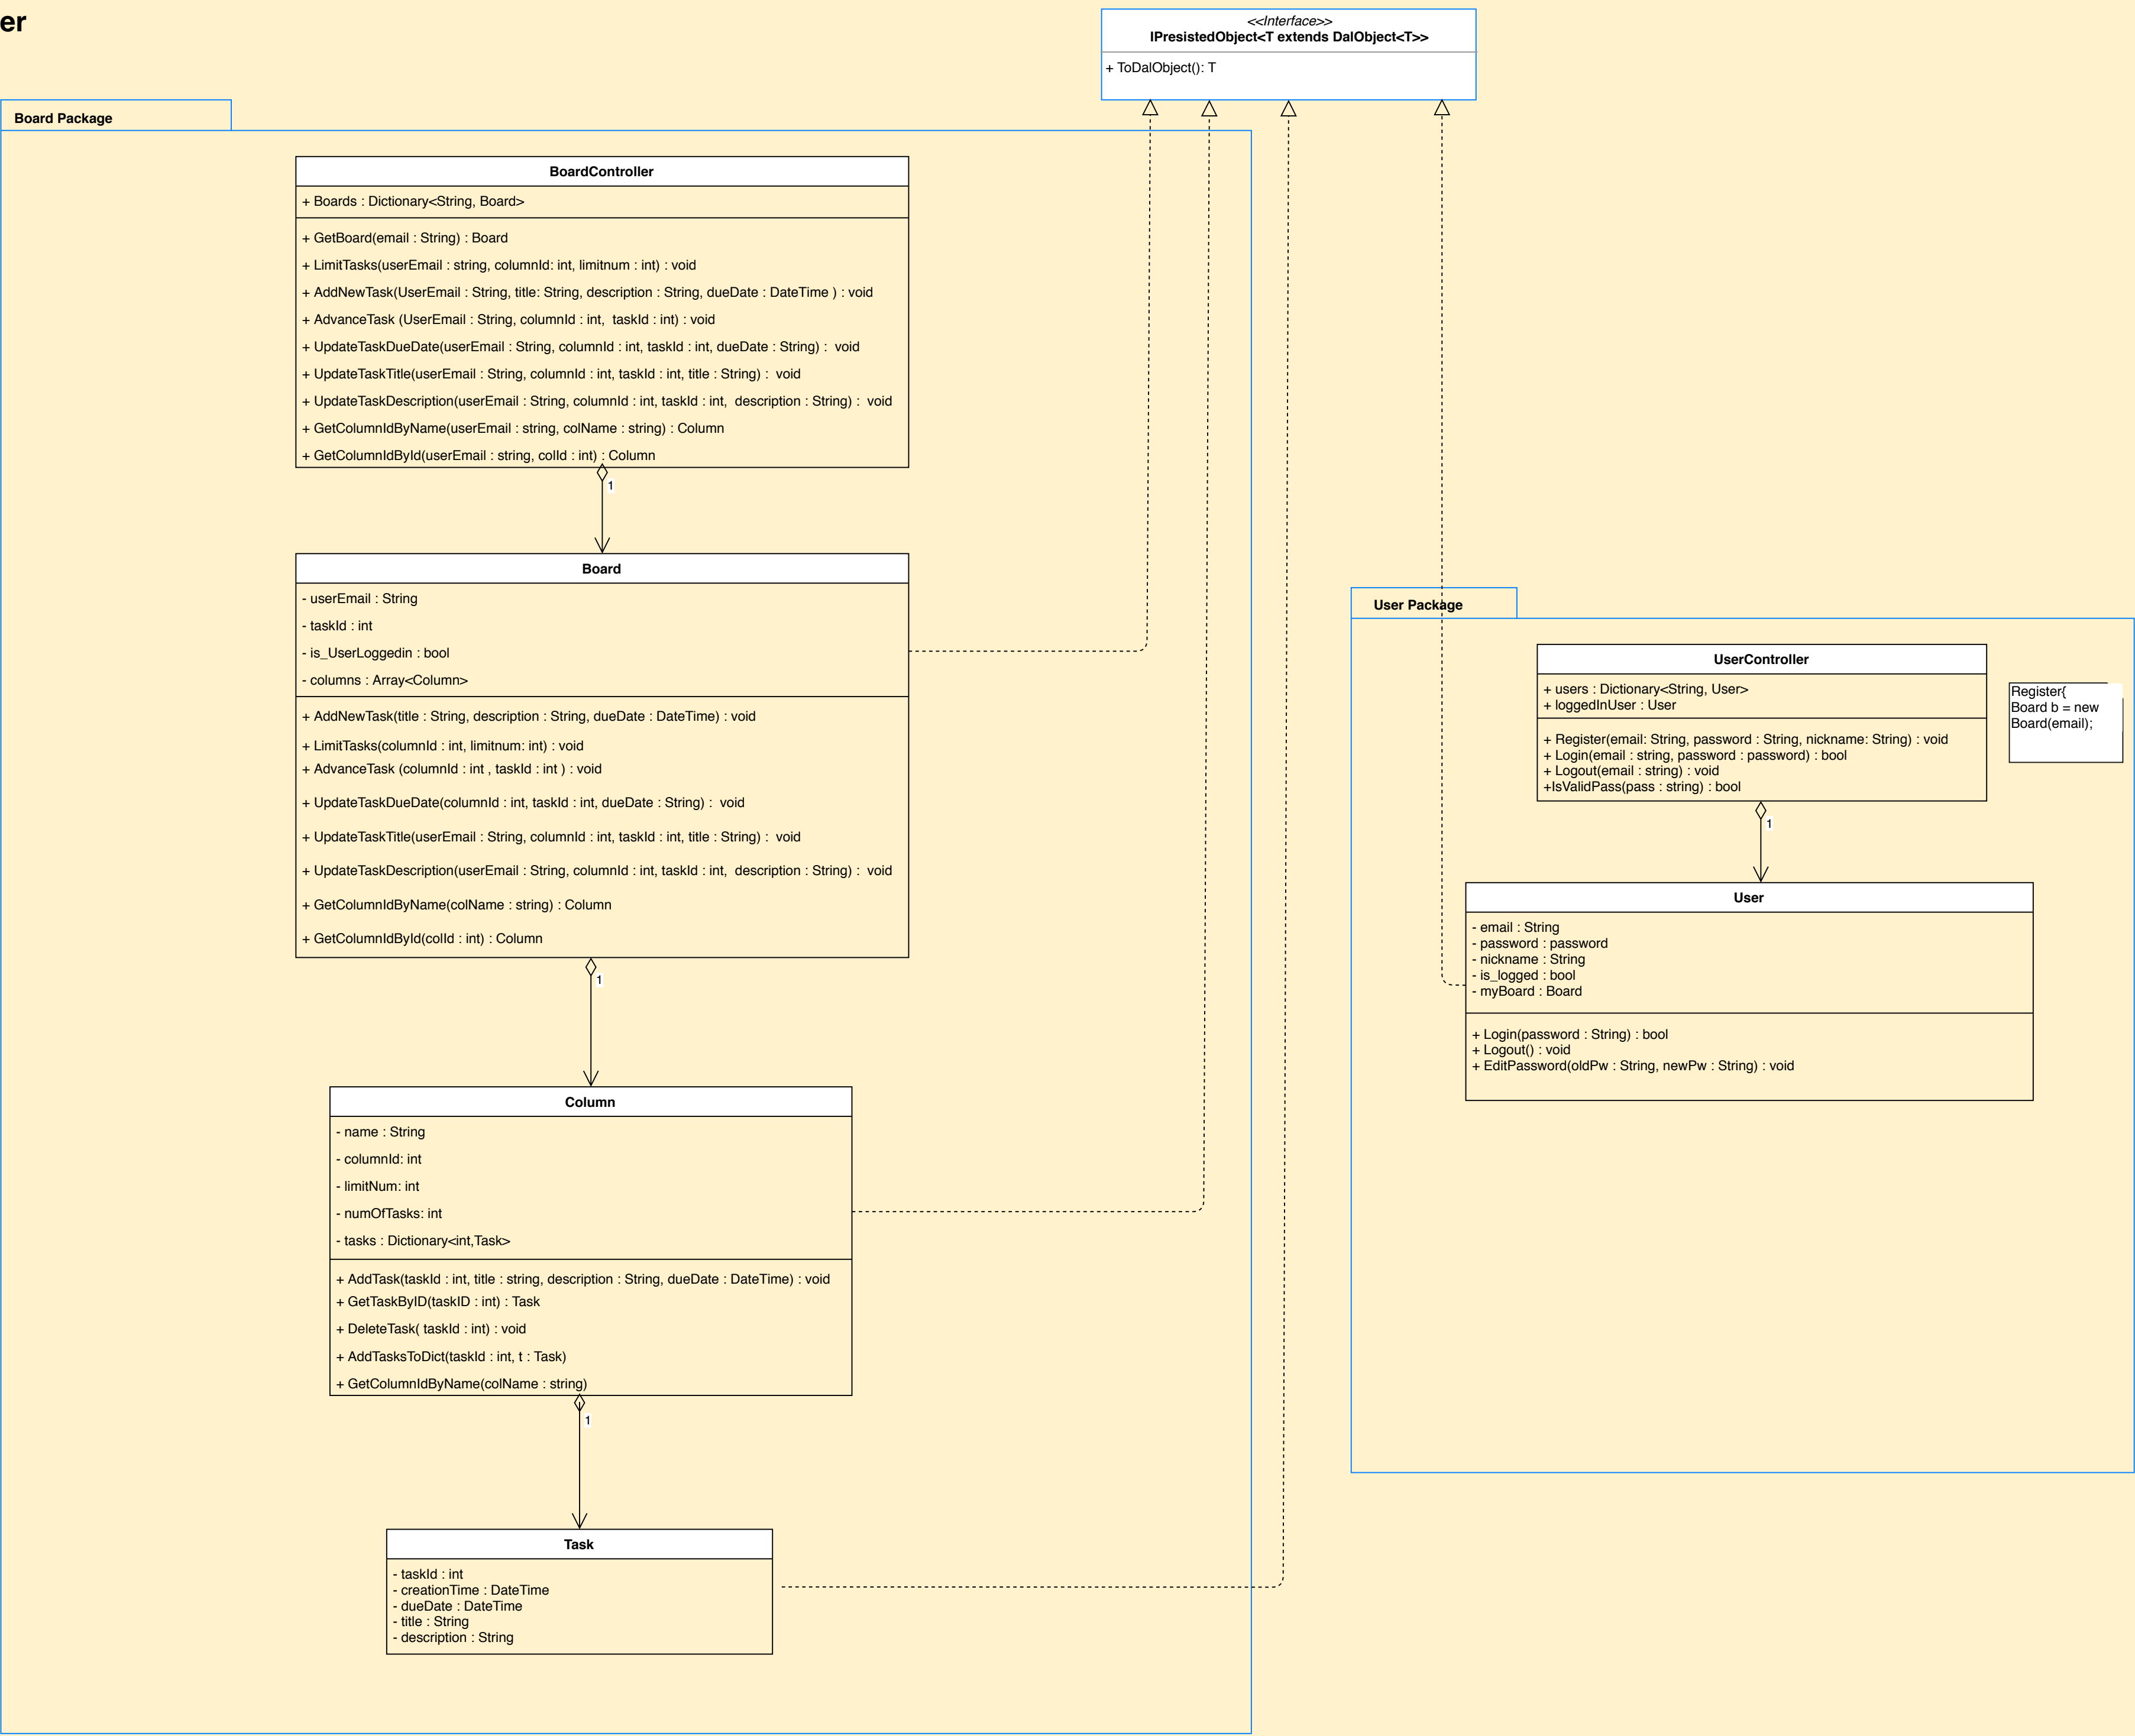 er
<<Interface>>
IPresistedObject<T extends DalObject<T>>
+ ToDalObject(): T
Board Package
BoardController
+ Boards : Dictionary<String, Board>
+ GetBoard(email : String) : Board
+ LimitTasks(userEmail : string, columnId: int, limitnum : int) : void
+ AddNewTask(UserEmail : String, title: String, description : String, dueDate : DateTime ) : void
+ AdvanceTask (UserEmail : String, columnId : int,  taskId : int) : void
+ UpdateTaskDueDate(userEmail : String, columnId : int, taskId : int, dueDate : String) :  void
+ UpdateTaskTitle(userEmail : String, columnId : int, taskId : int, title : String) :  void
+ UpdateTaskDescription(userEmail : String, columnId : int, taskId : int,  description : String) :  void
+ GetColumnIdByName(userEmail : string, colName : string) : Column
+ GetColumnIdById(userEmail : string, colId : int) : Column
1
Board
- userEmail : String
- taskId : int
- is_UserLoggedin : bool
- columns : Array<Column>
+ AddNewTask(title : String, description : String, dueDate : DateTime) : void
+ LimitTasks(columnId : int, limitnum: int) : void
+ AdvanceTask (columnId : int , taskId : int ) : void
+ UpdateTaskDueDate(columnId : int, taskId : int, dueDate : String) :  void
+ UpdateTaskTitle(userEmail : String, columnId : int, taskId : int, title : String) :  void
+ UpdateTaskDescription(userEmail : String, columnId : int, taskId : int,  description : String) :  void
+ GetColumnIdByName(colName : string) : Column
+ GetColumnIdById(colId : int) : Column
1
Column
- name : String
- columnId: int
- limitNum: int
- numOfTasks: int
- tasks : Dictionary<int,Task>
+ AddTask(taskId : int, title : string, description : String, dueDate : DateTime) : void
+ GetTaskByID(taskID : int) : Task
+ DeleteTask( taskId : int) : void
+ AddTasksToDict(taskId : int, t : Task)
+ GetColumnIdByName(colName : string)
1
Task
- taskId : int
- creationTime : DateTime
- dueDate : DateTime
- title : String
- description : String
User Package
UserController
+ users : Dictionary<String, User>
+ loggedInUser : User
+ Register(email: String, password : String, nickname: String) : void
+ Login(email : string, password : password) : bool
+ Logout(email : string) : void
+IsValidPass(pass : string) : bool
1
Register{
Board b = new
Board(email);
User
- email : String
- password : password
- nickname : String
- is_logged : bool
- myBoard : Board
+ Login(password : String) : bool
+ Logout() : void
+ EditPassword(oldPw : String, newPw : String) : void